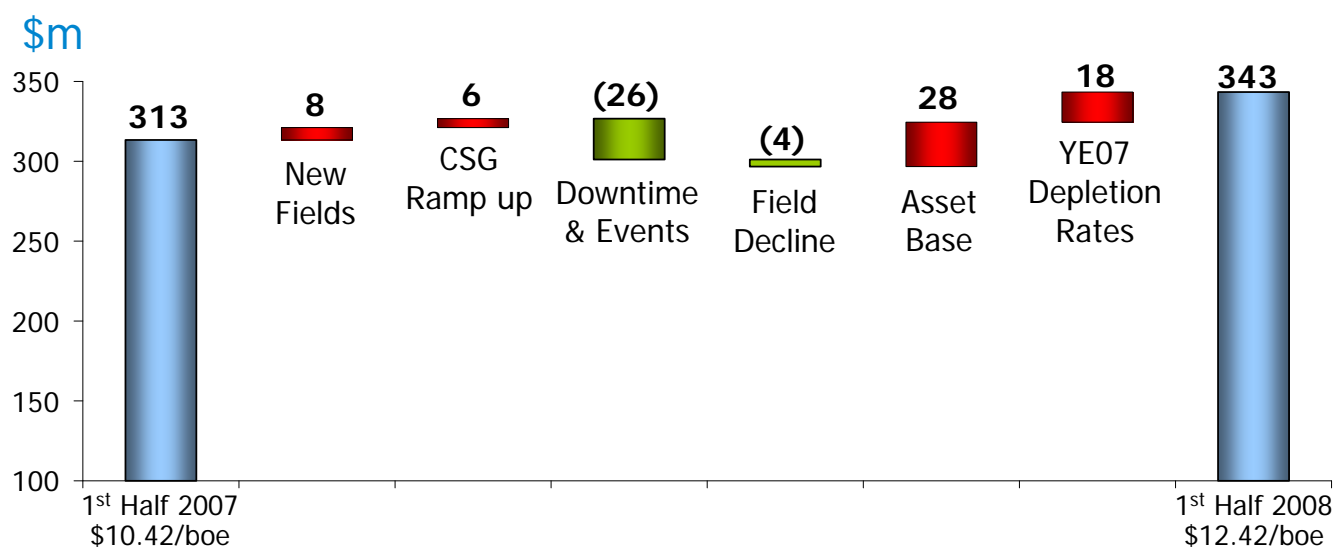 $m
350
300
250
200
150
100
313
8
New
Fields
6
CSG
Ramp up
(26)
Downtime
& Events
(4)
Field
Decline
28
Asset
Base
18
YE07
Depletion
Rates
343
1st Half 2007
$10.42/boe
1st Half 2008
$12.42/boe